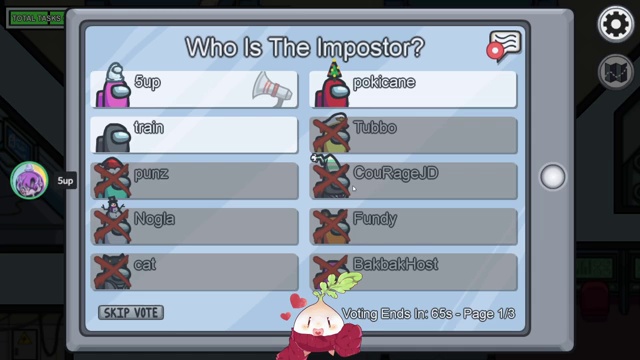 TOTAL TASKS
Who Is The Impostor?
5up
pokicane
train
Tubbo
punz
CouRageJD
Nogla
Fundy
cat
BakbakHost
5up
SKIP VOTE
Voting Ends In: 65s - Page 1/3